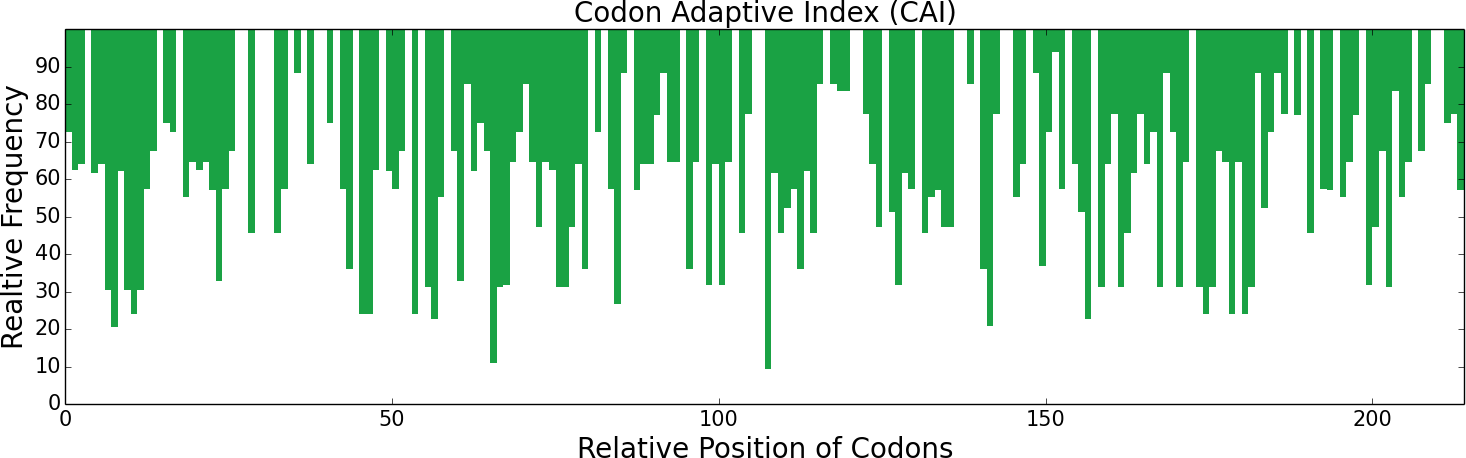 Codon Adaptive Index (CAI)
Realtive Frequency
90
80
70
60
50
40
30
20
10
0
0 50 100 150 200
Relative Position of Codons